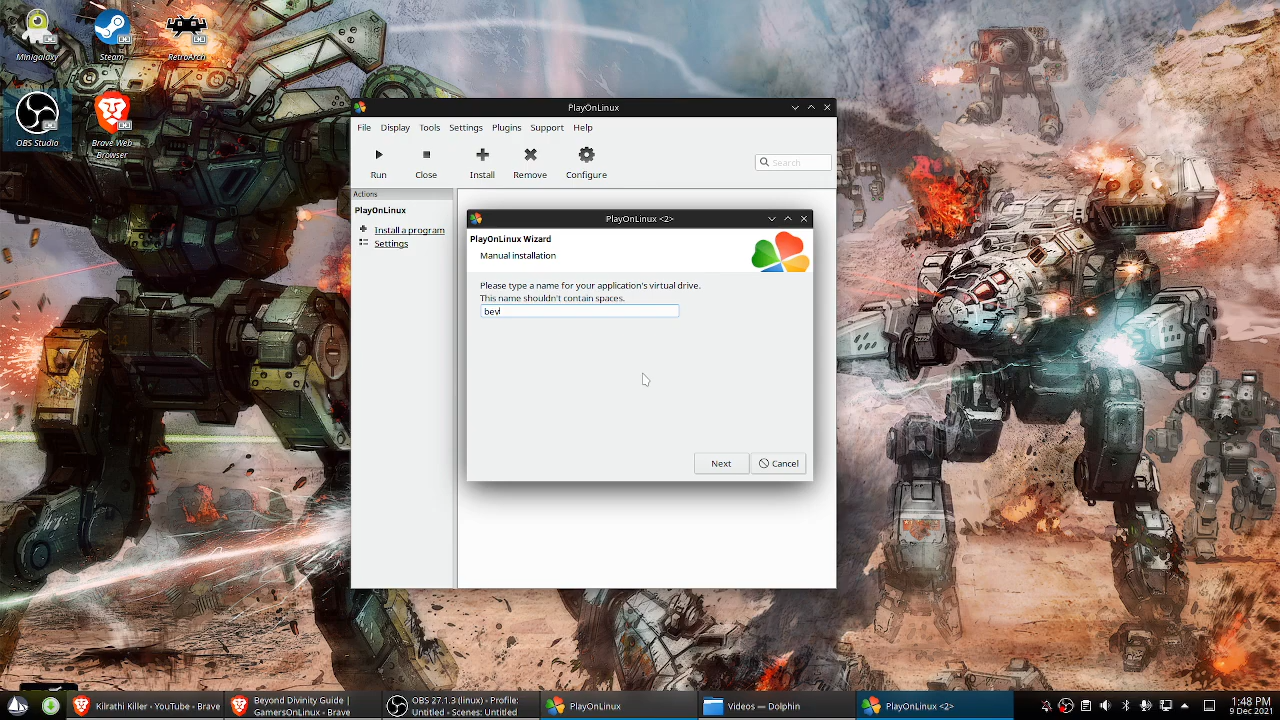 Minigalaxy
Steam
RetroArch
OBS Studio
Brave Web
Browser
PlayOnLinux
File Display Tools Settings Plugins Support Help
Run Close Install Remove Configure
Search
Actions
PlayOnLinux
Install a program
Settings
PlayOnLinux <2>
PlayOnLinux Wizard
Manual installation
Please type a name for your application's virtual drive.
This name shouldn't contain spaces.
bev
Next
Cancel
Kilrathi Killer - YouTube - Brave
Beyond Divinity Guide |
GamersOnLinux - Brave
OBS 27.1.3 (linux) - Profile:
Untitled - Scenes: Untitled
PlayOnLinux
Videos — Dolphin
PlayOnLinux <2>
1:48 PM
9 Dec 2021